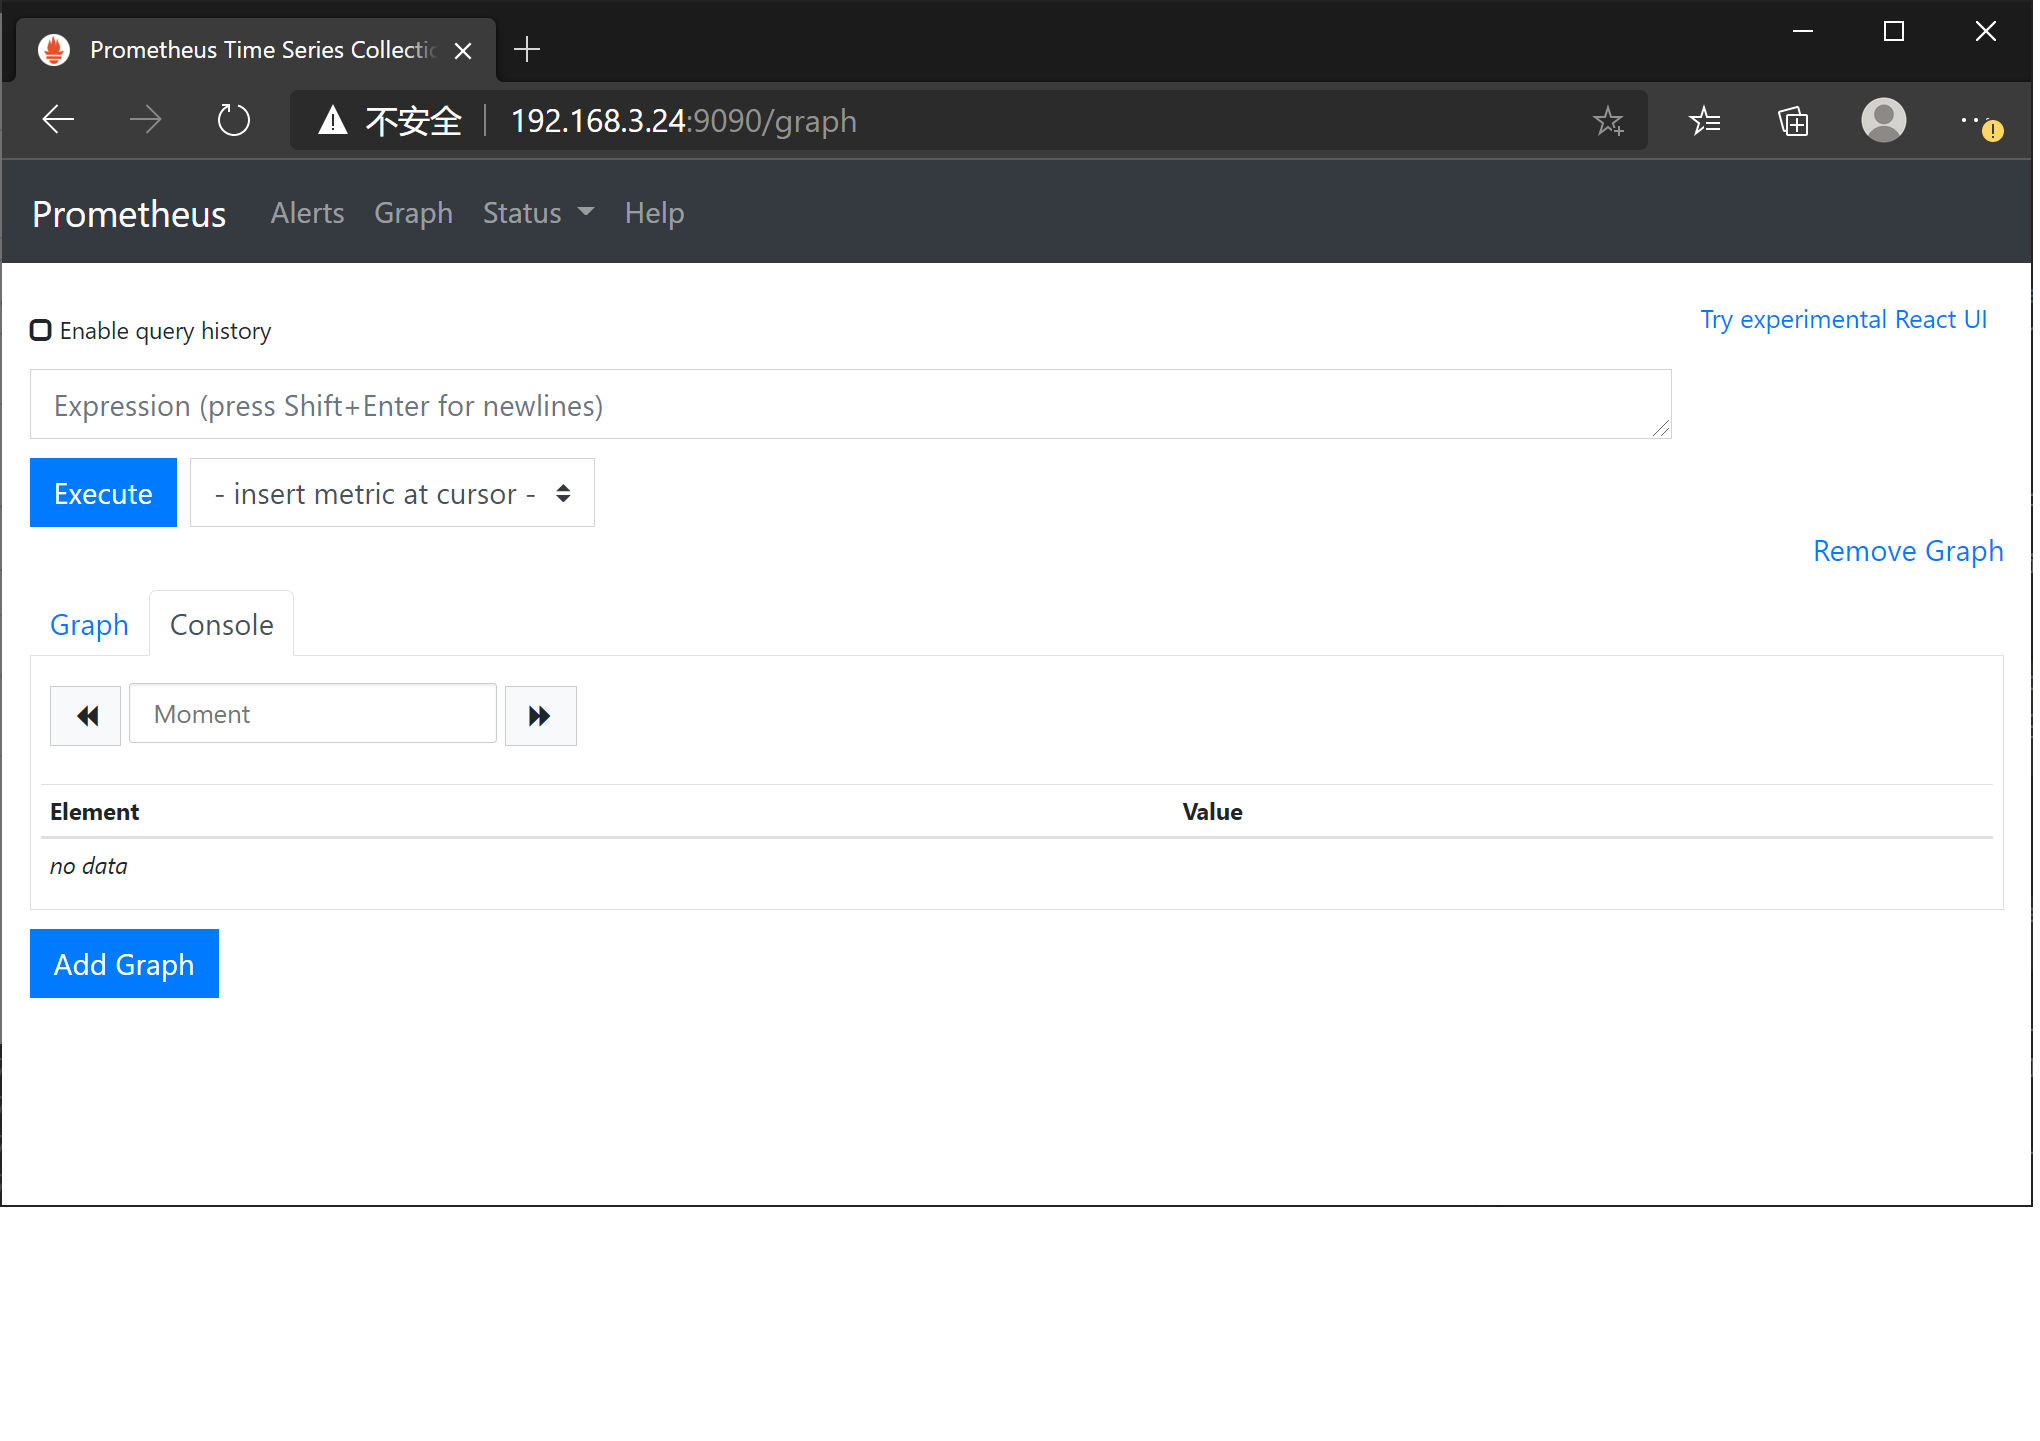 Prometheus Time Series Collectio
不安全 192.168.3.24:9090/graph
Prometheus Alerts Graph Status Help
Enable query history
Try experimental React UI
Expression (press Shift+Enter for newlines)
Execute - insert metric at cursor -
Remove Graph
Graph Console
Moment
Element Value
no data
Add Graph